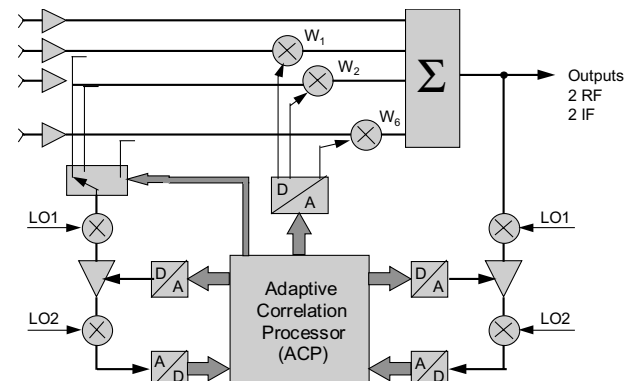 W1
W2
W6
Σ
Outputs
2 RF
2 IF
D
A
LO1
LO1
D
A
D
A
Adaptive
Correlation
Processor
(ACP)
LO2
LO2
A
D
A
D